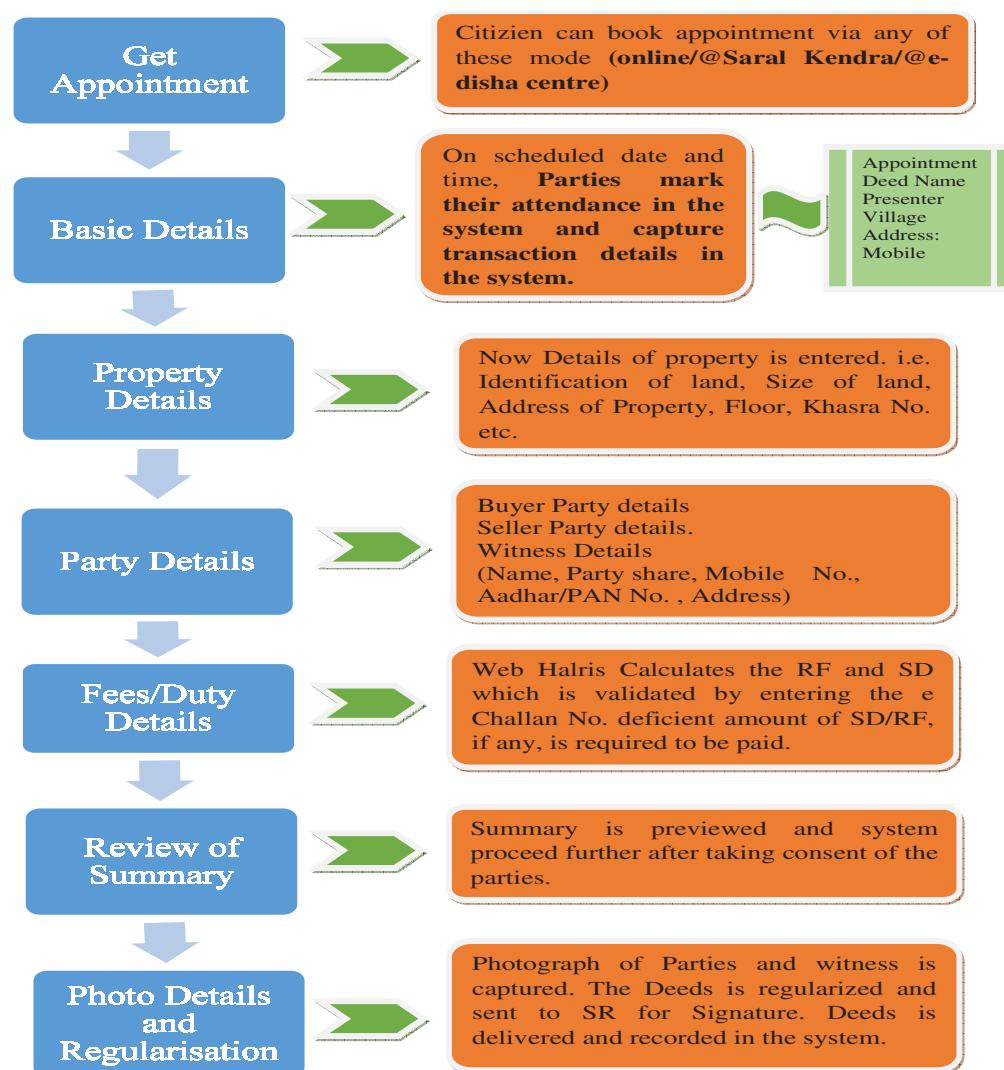 Get
Appointment
Citizien can book appointment via any of
these mode (online/@Saral Kendra/@e-
disha centre)
Basic Details
On scheduled date and
time, Parties mark
their attendance in the
system and capture
transaction details in
the system.
Appointment
Deed Name
Presenter
Village
Address:
Mobile
Property
Details
Now Details of property is entered. i.e.
Identification of land, Size of land,
Address of Property, Floor, Khasra No.
etc.
Party Details
Buyer Party details
Seller Party details.
Witness Details
(Name, Party share, Mobile No.,
Aadhar/PAN No. , Address)
Fees/Duty
Details
Web Halris Calculates the RF and SD
which is validated by entering the e
Challan No. deficient amount of SD/RF,
if any, is required to be paid.
Review of
Summary
Summary is previewed and system
proceed further after taking consent of the
parties.
Photo Details
and
Regularisation
Photograph of Parties and witness is
captured. The Deeds is regularized and
sent to SR for Signature. Deeds is
delivered and recorded in the system.